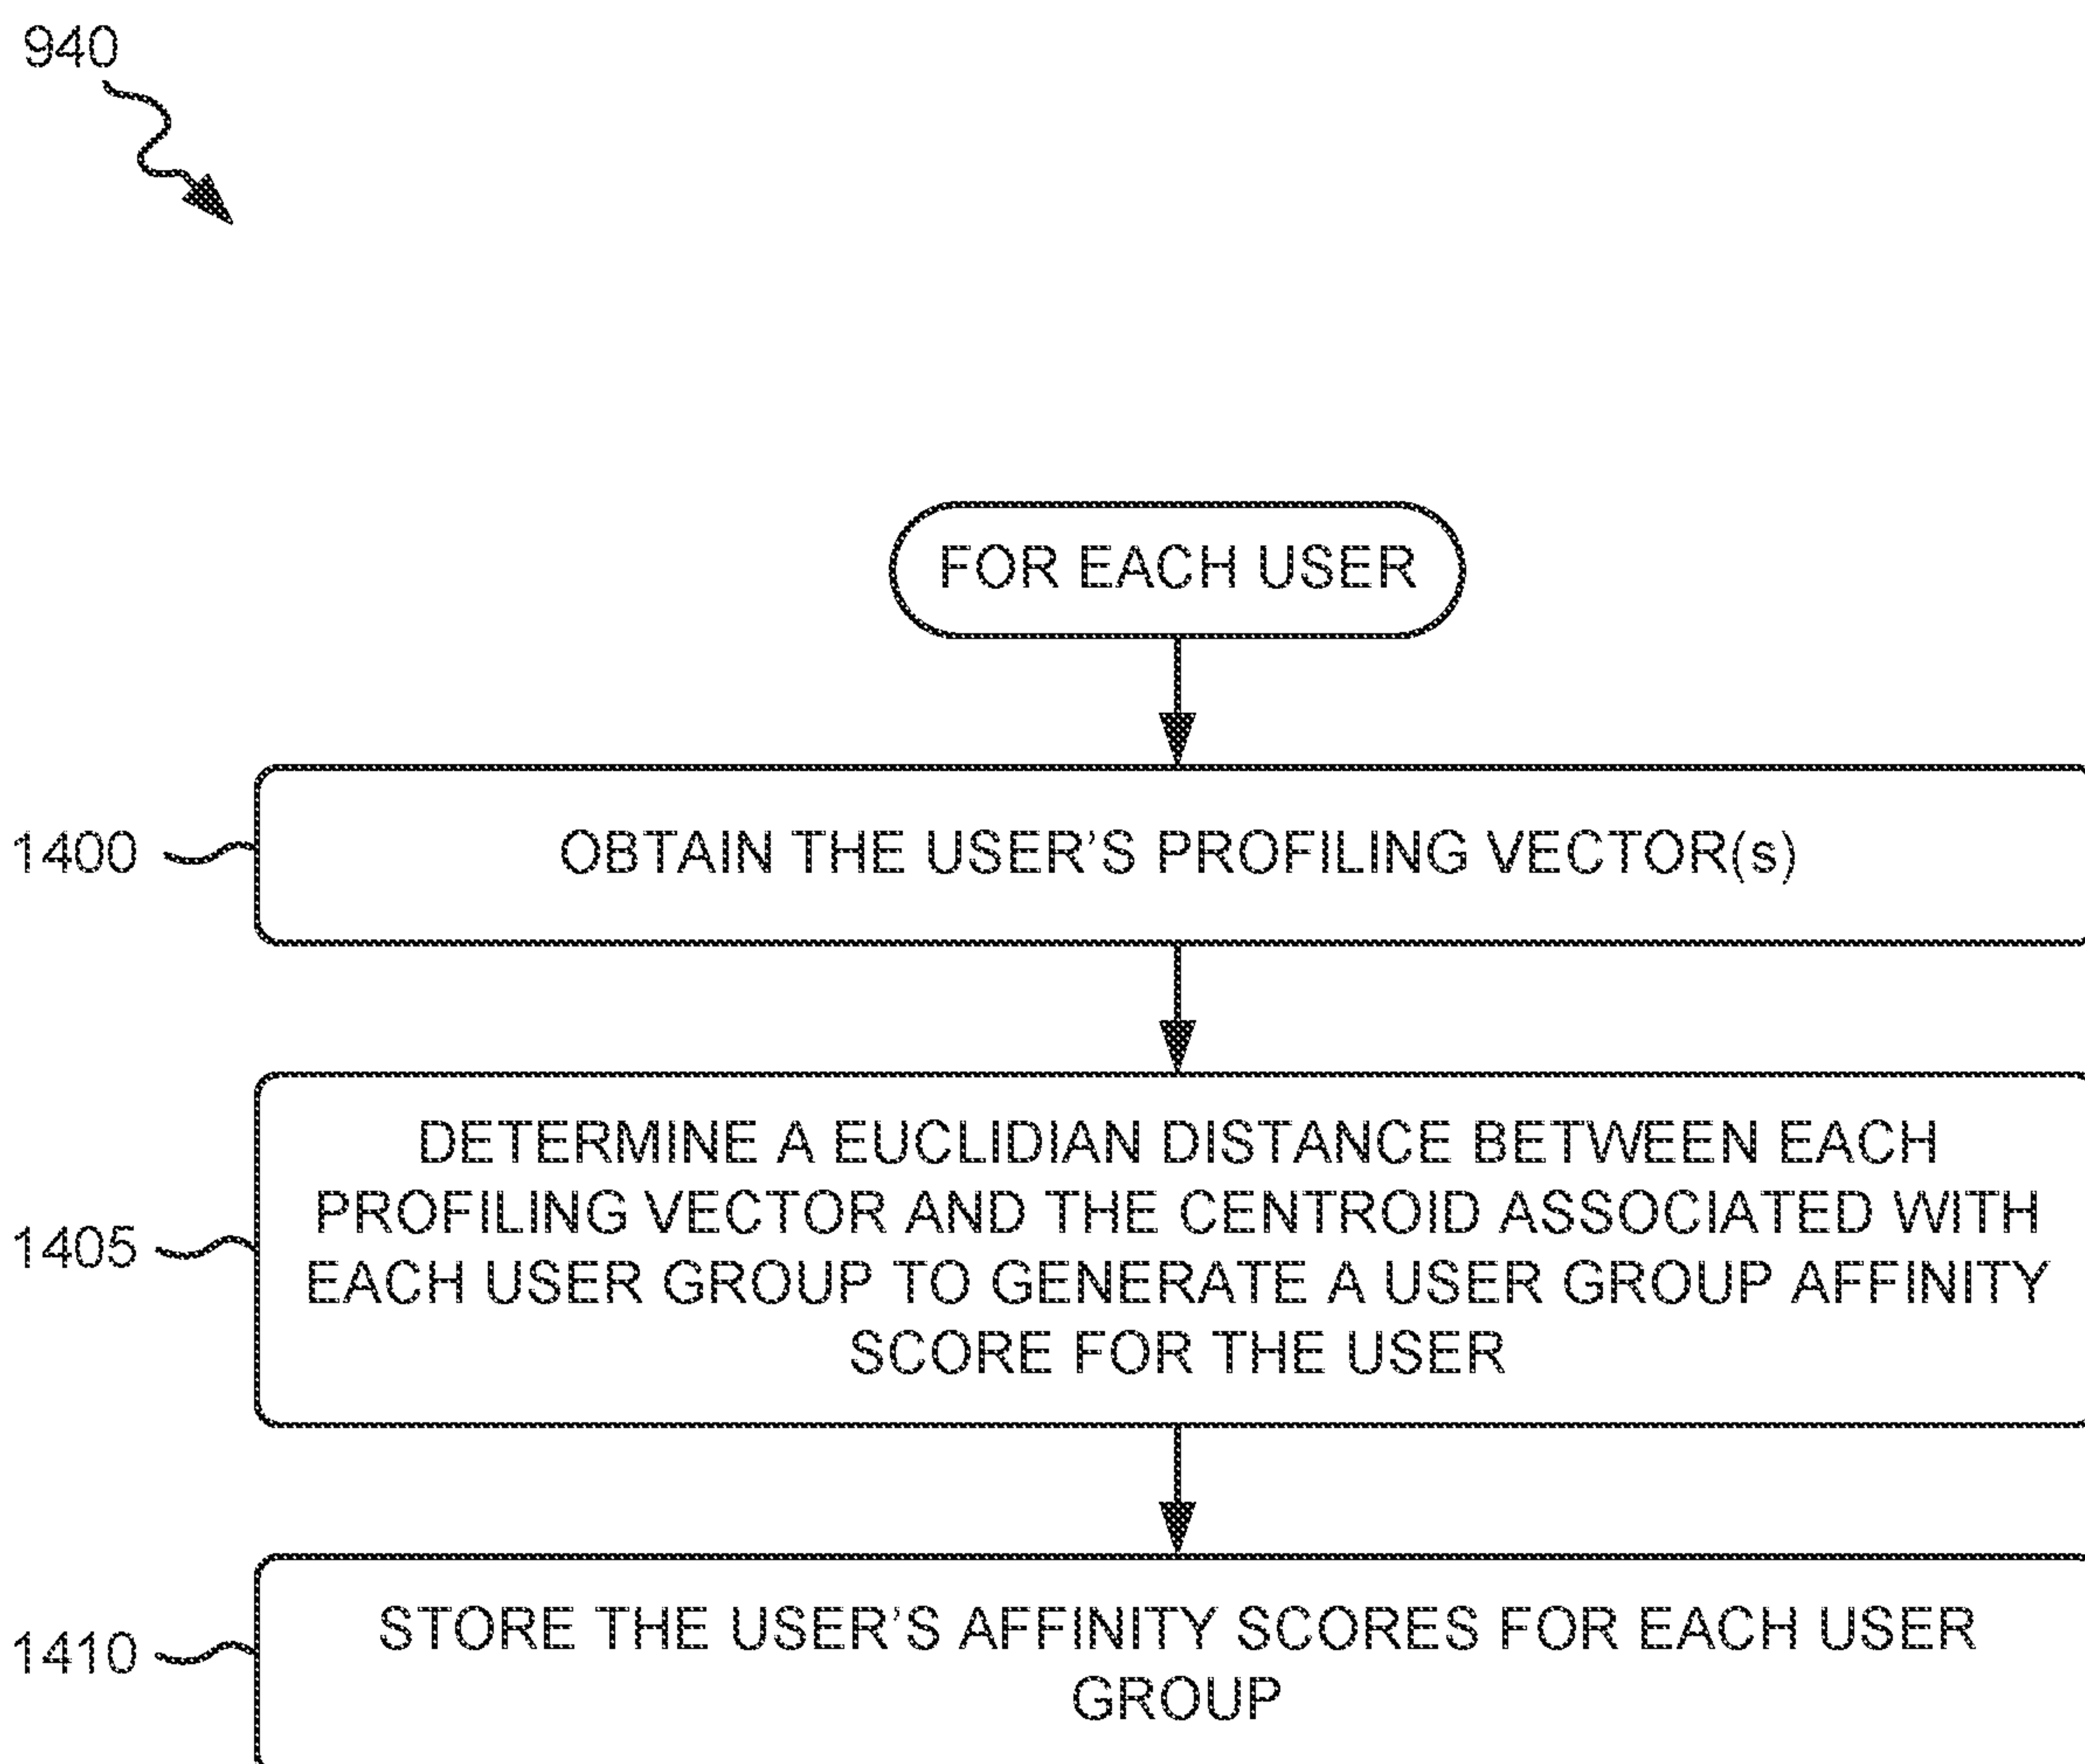 940
FOR EACH USER
1400
OBTAIN THE USER'S PROFILING VECTOR(s)
DETERMINE A EUCLIDIAN DISTANCE BETWEEN EACH
PROFILING VECTOR AND THE CENTROID ASSOCIATED WITH
1405
EACH USER GROUP TO GENERATE A USER GROUP AFFINITY
SCORE FOR THE USER
STORE THE USER'S AFFINITY SCORES FOR EACH USER
1410
GROUP